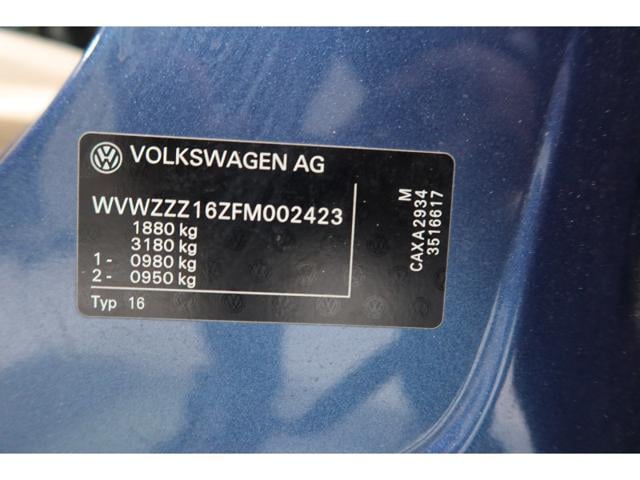 VOLKSWAGEN AG
WVWZZZ16ZFM002423
1880 kg
3180 kg
1- 0980 kg
2- 0950 kg
Typ 16
M
CAXA2934
3516617